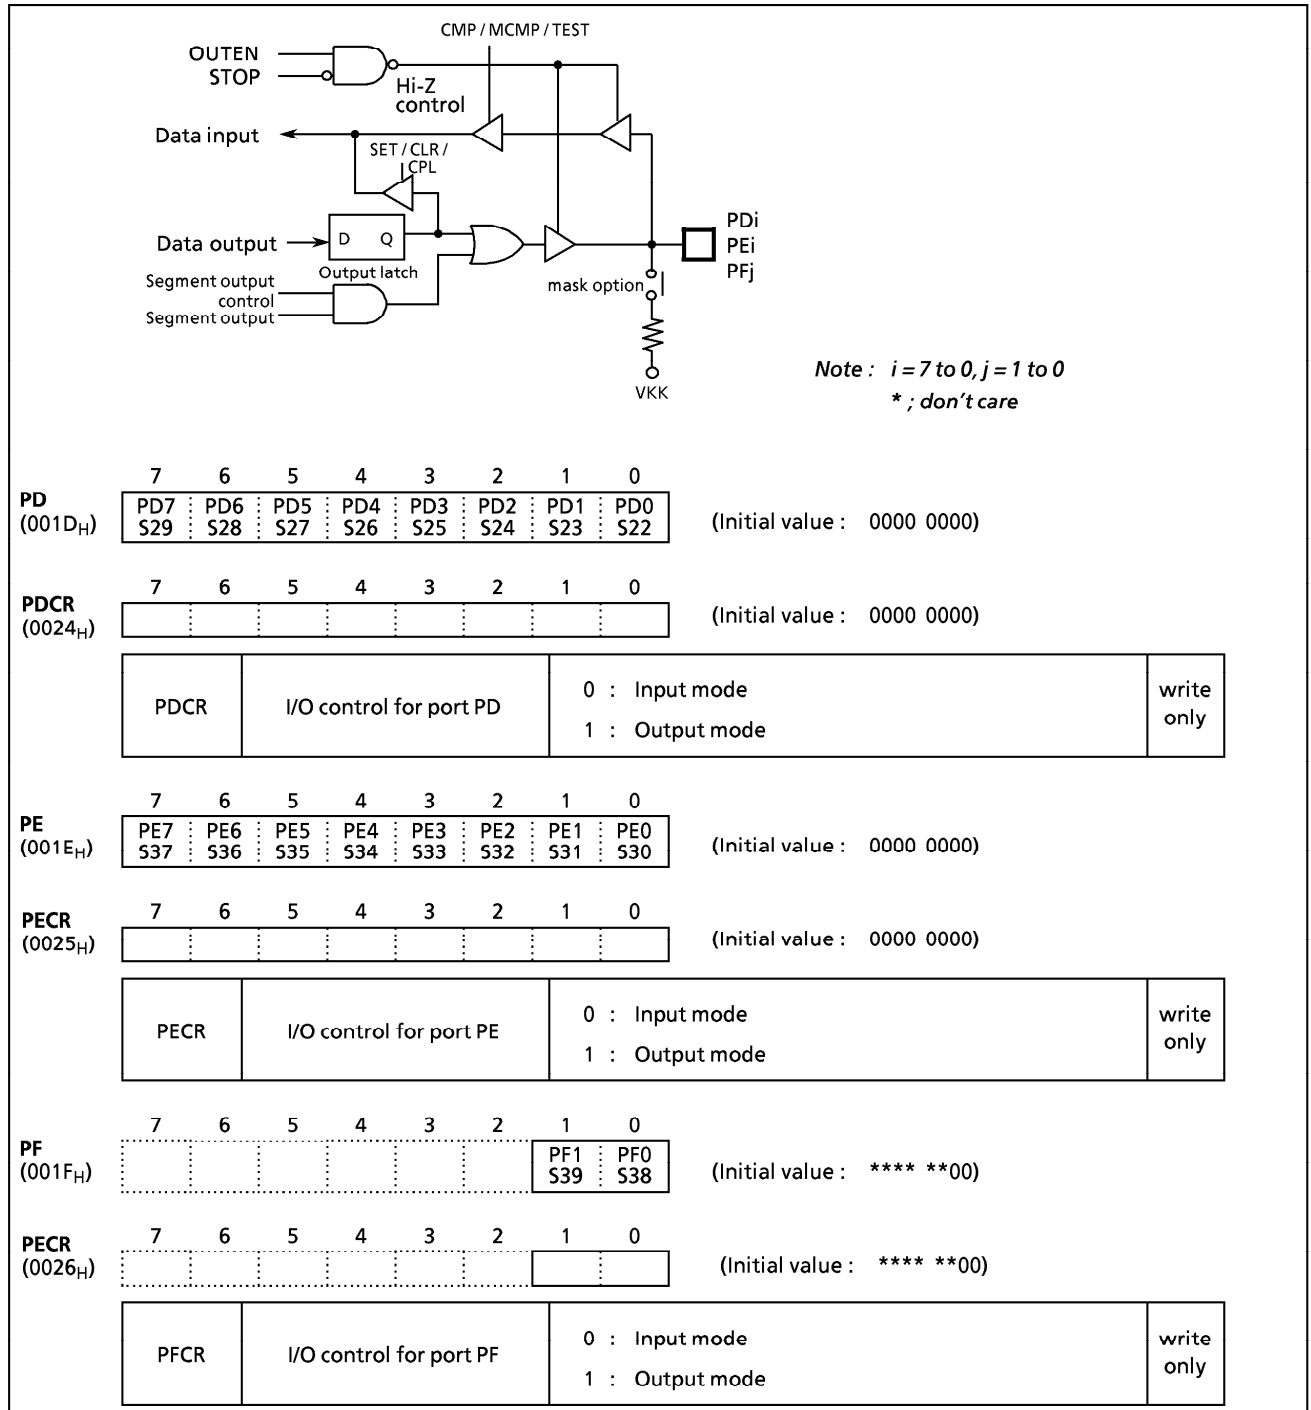 CMP / MCMP / TEST
OUTEN
STOP
Hi-Z
control
Data input
SET / CLR /
CPL
Data output
D Q
Output latch
Segment output
control
Segment output
mask option
VKK
PDi
PEi
PFj
Note : i = 7 to 0, j = 1 to 0
* ; don't care
7 6 5 4 3 2 1 0
PD
(001DH)
PD7 PD6 PD5 PD4 PD3 PD2 PD1 PD0
S29 S28 S27 S26 S25 S24 S23 S22
(Initial value : 0000 0000)
7 6 5 4 3 2 1 0
PDCR
(0024H)
(Initial value : 0000 0000)
PDCR
I/O control for port PD
0 : Input mode
1 : Output mode
write
only
7 6 5 4 3 2 1 0
PE
(001EH)
PE7 PE6 PE5 PE4 PE3 PE2 PE1 PE0
S37 S36 S35 S34 S33 S32 S31 S30
(Initial value : 0000 0000)
7 6 5 4 3 2 1 0
PECR
(0025H)
(Initial value : 0000 0000)
PECR
I/O control for port PE
0 : Input mode
1 : Output mode
write
only
7 6 5 4 3 2 1 0
PF
(001FH)
PF1 PF0
S39 S38
(Initial value : **** **00)
7 6 5 4 3 2 1 0
PECR
(0026H)
(Initial value : **** **00)
PFCR
I/O control for port PF
0 : Input mode
1 : Output mode
write
only